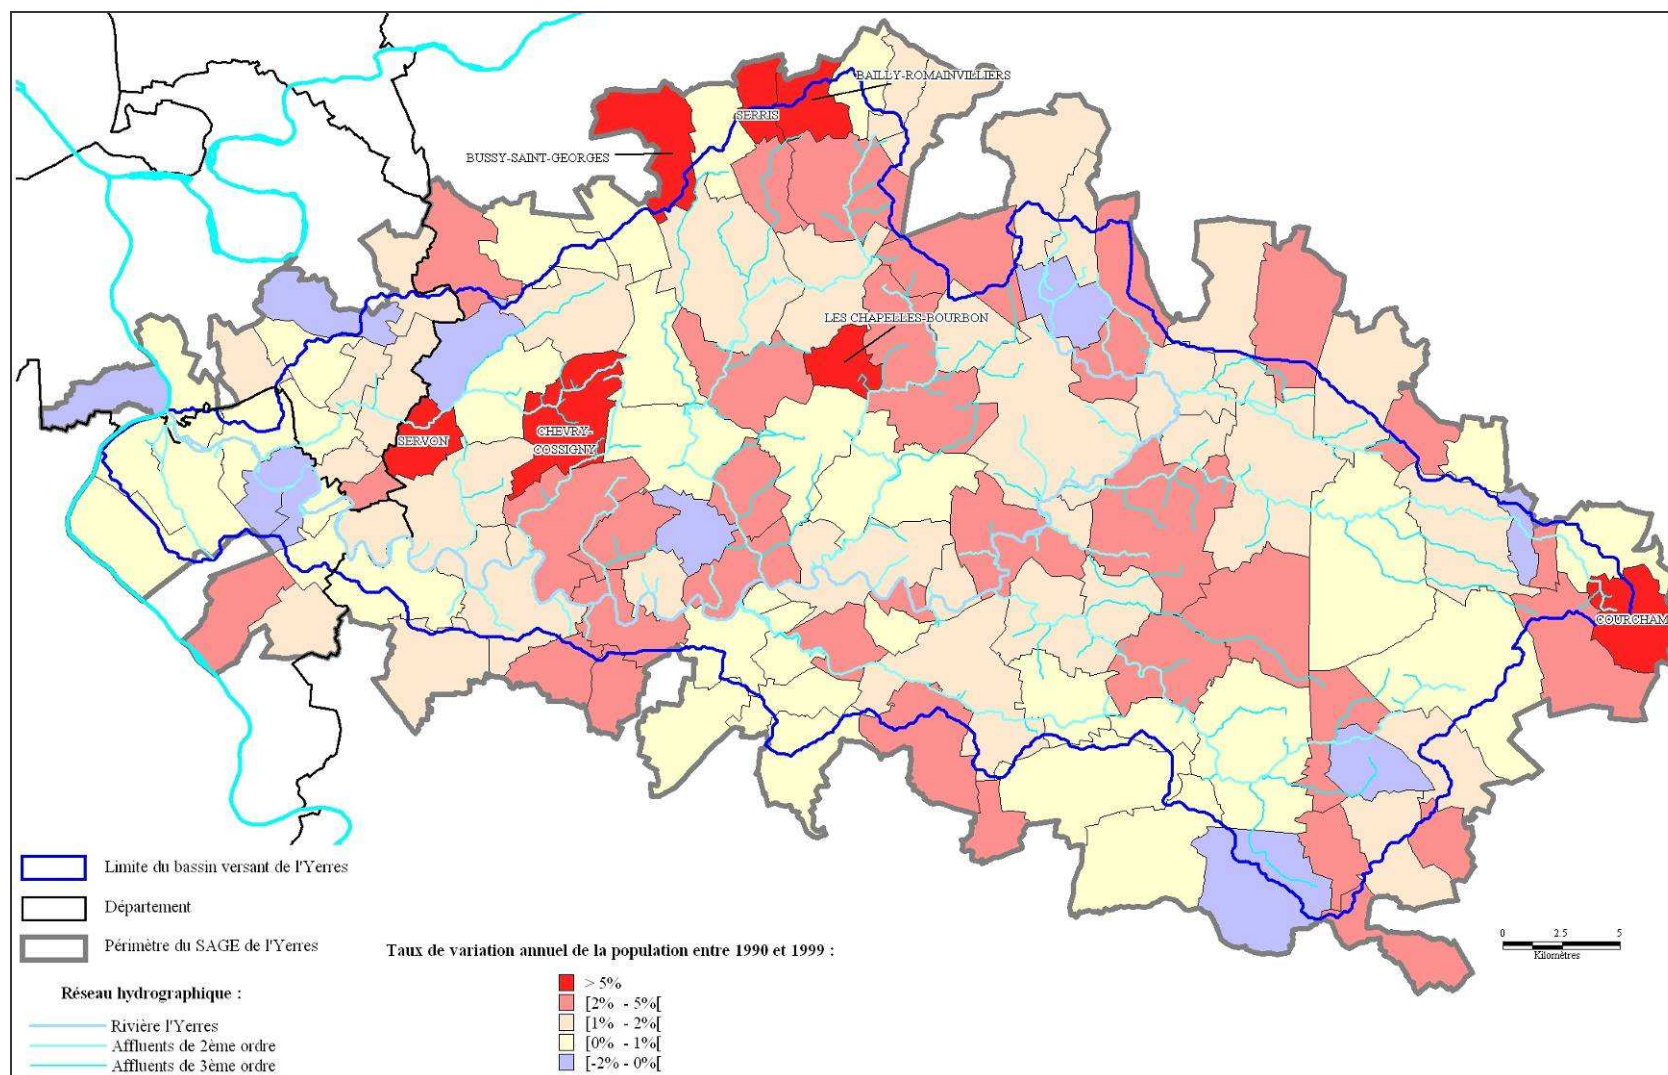 BAILLY-ROMAINVILLIERS
SERRIS
BUSSY-SAINT-GEORGES
LES CHAPELLES-BOURBON
SERVON
CHEVRY-
COSSIGNY
COURCHAM
Limite du bassin versant de l'Yerres
Département
Périmètre du SAGE de l'Yerres
Réseau hydrographique :
Rivière l'Yerres
Affluents de 2ème ordre
Affluents de 3ème ordre
Taux de variation annuel de la population entre 1990 et 1999 :
> 5%
[2% - 5%[
[1% - 2%[
[0% - 1%[
[-2% - 0%[
0 2.5 5
Kilomètres